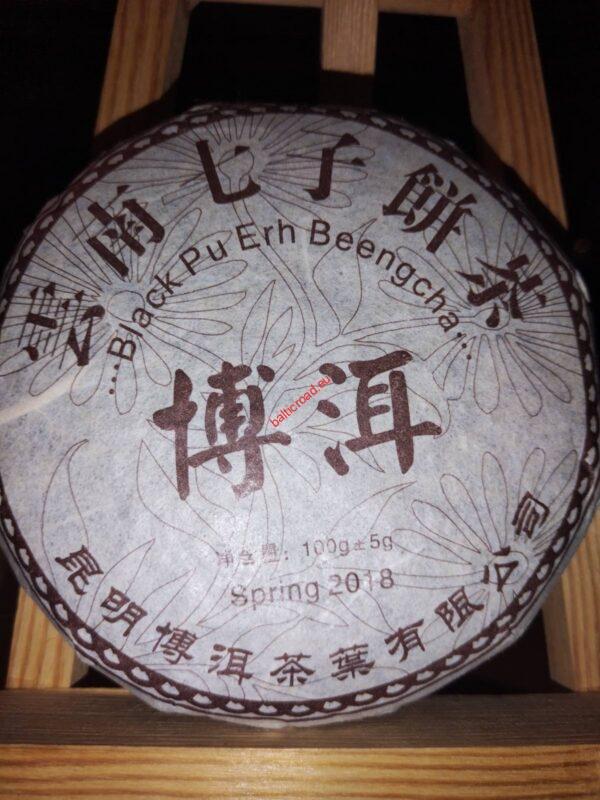 雲南七子餅茶
...Black Pu Erh Beengcha...
博洱
balticroad.eu
净含量：100g±5g
Spring 2018
昆明博洱茶葉有限公司